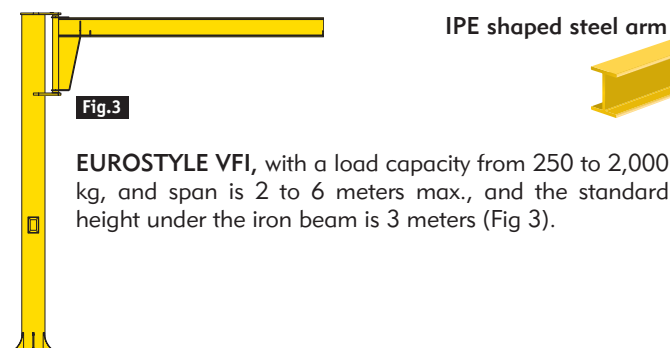 IPE shaped steel arm
Fig.3
EUROSTYLE VFI, with a load capacity from 250 to 2,000
kg, and span is 2 to 6 meters max., and the standard
height under the iron beam is 3 meters (Fig 3).